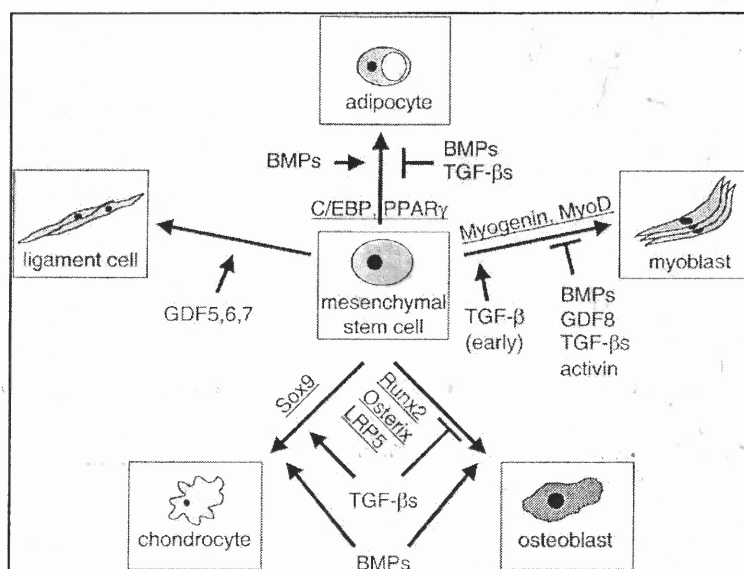 adipocyte
BMPs
BMPs
TGF-βs
C/EBP, PPARγ
Myogenin, MyoD
ligament cell
mesenchymal
stem cell
myoblast
GDF5,6,7
TGF-β
(early)
BMPs
GDF8
TGF-βs
activin
Sox9
Runx2
Osterix
LRP5
TGF-βs
chondrocyte
osteoblast
BMPs